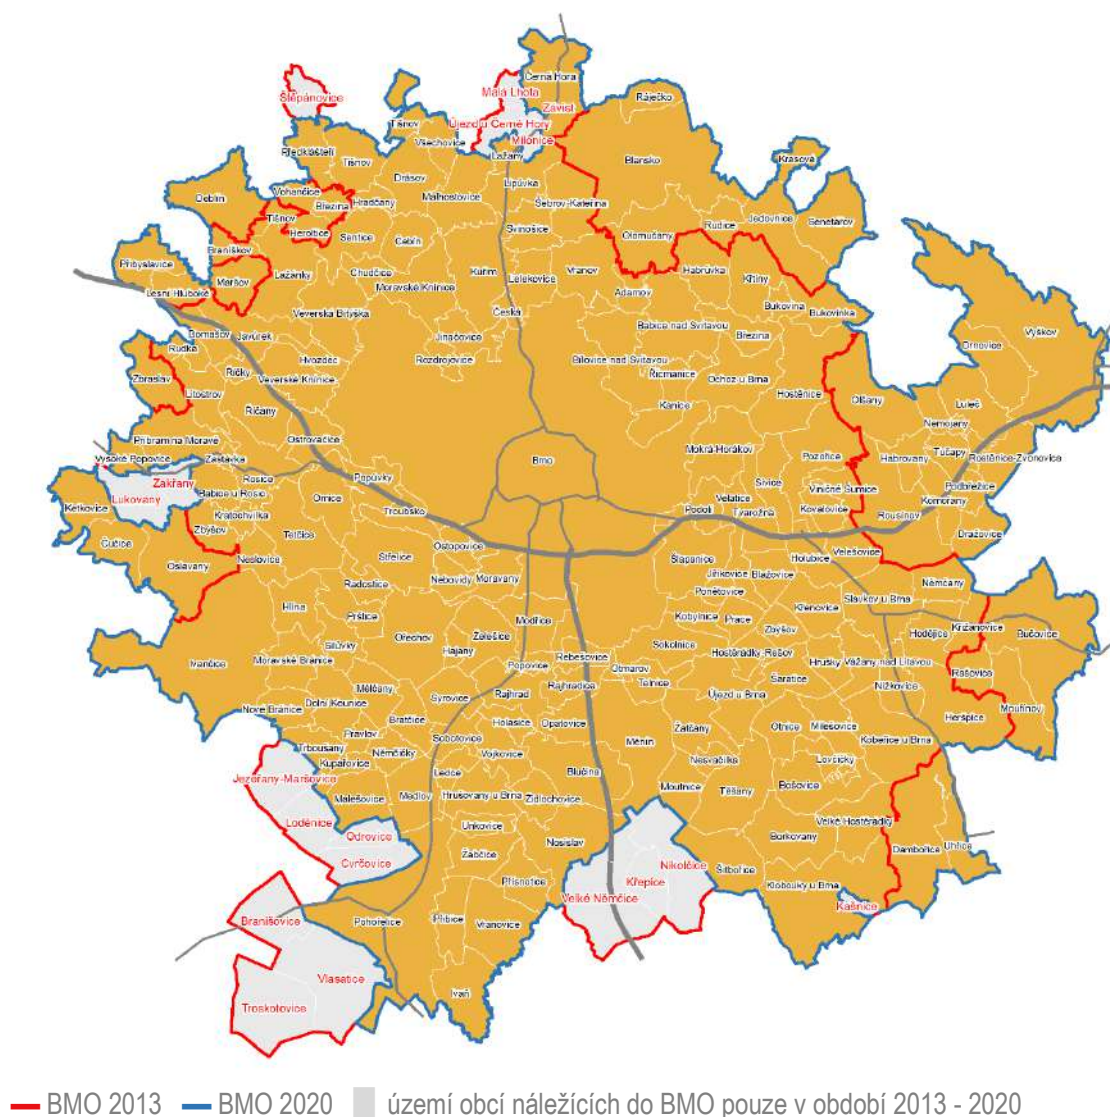 Černá Hora
Malá Lhota
Štěpánovice
Ráječko
Závist
Újezd u Černé Hory
Tišnov
Milonice
Všechovice
Předklášteří
Lažany
Krasová
Tišnov
Blansko
Drásov
Lipůvka
Deblín
Vohančice
Malhostovice
Březina
Hradčany
Šebrov-Kateřina
Jedovnice
Senetářov
Tišnov
Rudice
Svinošice
Heroltice
Sentice
Olomučany
Čebín
Braníškov
Přibyslavice
Kuřim
Vranov
Lelekovice
Habrůvka
Křtiny
Lažánky
Chudčice
Maršov
Moravské Knínice
Lesní Hluboké
Adamov
Bukovina
Bukovinka
Veverská Bítýška
Česká
Babice nad Svitavou
Březina
Vyškov
Drnovice
Domašov
Javůrek
Jinačovice
Rudka
Hvozdec
Rozdrojovice
Bílovice nad Svitavou
Říčky
Řícmanice
Ochoz u Brna
Zbraslav
Veverské Knínice
Litostrov
Hostěnice
Olšany
Luleč
Kanice
Říčany
Nemojany
Příbram na Moravě
Ostrovačice
Mokrá-Horákov
Tučapy
Pozořice
Habrovany
Rostěnice-Zvonovice
Vysoké Popovice
Zastávka
Brno
Rosice
Popůvky
Sivice
Zakřany
Viničné Šumice
Podbřežice
Babice u Rosic
Lukovany
Omice
Velatice
Komořany
Ketkovice
Troubsko
Podolí
Tvarožná
Kovalovice
Rousínov
Kratochvilka
Zbýšov
Tetčice
Dražovice
Čučice
Ostopovice
Holubice
Velešovice
Neslovice
Střelice
Šlapanice
Oslavany
Nebovidy
Moravany
Jiříkovice
Blažovice
Radostice
Němčany
Ponětovice
Slavkov u Brna
Hlína
Prštice
Modřice
Kobylnice
Prace
Křenovice
Zbýšov
Křižanovice
Bučovice
Ořechov
Želešice
Hodějice
Silůvky
Hajany
Sokolnice
Hostěrádky-Rešov
Moravské Bránice
Rebešovice
Ivančice
Popovice
Otmarov
Hrušky
Vážany nad Litavou
Rašovice
Telnice
Šaratice
Mělčany
Rajhradice
Nížkovice
Syrovice
Rajhrad
Újezd u Brna
Dolní Kounice
Nové Bránice
Mouřínov
Bratčice
Holasice
Opatovice
Heršpice
Žatčany
Otnice
Milešovice
Pravlov
Sobotovice
Měnín
Kobeřice u Brna
Trboušany
Němčičky
Vojkovice
Kupařovice
Nesvačilka
Lovčičky
Jezeřany-Maršovice
Ledce
Blučina
Moutnice
Těšany
Bošovice
Malešovice
Medlov
Hrušovany u Brna
Židlochovice
Loděnice
Velké Hostěrádky
Unkovice
Odrovice
Nosislav
Borkovany
Dambořice
Uhřice
Žabčice
Cvrčovice
Nikolčice
Šitbořice
Přísnotice
Křepice
Klobouky u Brna
Velké Němčice
Kašnice
Branišovice
Pohořelice
Přibice
Vranovice
Vlasatice
Ivaň
Troskotovice
BMO 2013 BMO 2020 území obcí náležících do BMO pouze v období 2013 - 2020